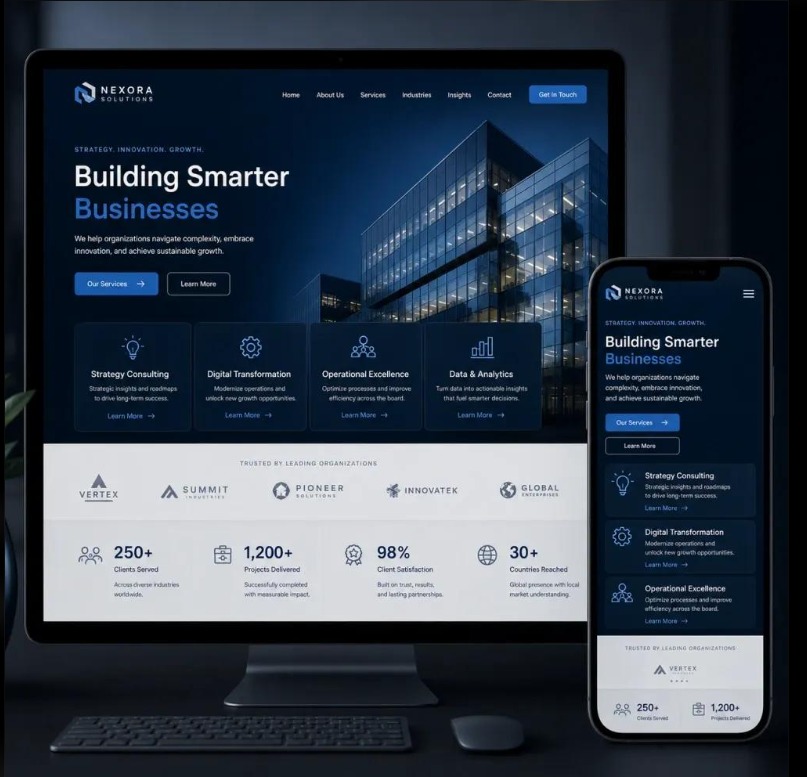 NEXORA
SOLUTIONS
Home
About Us
Services
Industries
Insights
Contact
Get In Touch
STRATEGY. INNOVATION. GROWTH.
Building Smarter
Businesses
We help organizations navigate complexity, embrace
innovation, and achieve sustainable growth.
Our Services →
Learn More
Strategy Consulting
Strategic insights and roadmaps
to drive long-term success.
Learn More →
Digital Transformation
Modernize operations and
unlock new growth opportunities.
Learn More →
Operational Excellence
Optimize processes and improve
efficiency across the board.
Learn More →
Data & Analytics
Turn data into actionable insights
that fuel smarter decisions.
Learn More →
TRUSTED BY LEADING ORGANIZATIONS
VERTEX
SUMMIT
INDUSTRIES
PIONEER
SOLUTIONS
INNOVATEK
GLOBAL
ENTERPRISES
250+
Clients Served
Across diverse industries
worldwide.
1,200+
Projects Delivered
Successfully completed
with measurable impact.
98%
Client Satisfaction
Built on trust, results,
and lasting partnerships.
30+
Countries Reached
Global presence with local
market understanding.
NEXORA
SOLUTIONS
STRATEGY. INNOVATION. GROWTH.
Building Smarter
Businesses
We help organizations navigate
complexity, embrace innovation,
and achieve sustainable growth.
Our Services →
Learn More
Strategy Consulting
Strategic insights and roadmaps
to drive long-term success.
Learn More →
Digital Transformation
Modernize operations and
unlock new growth opportunities.
Learn More →
Operational Excellence
Optimize processes and improve
efficiency across the board.
Learn More →
TRUSTED BY LEADING ORGANIZATIONS
VERTEX
250+
Clients Served
1,200+
Projects Delivered